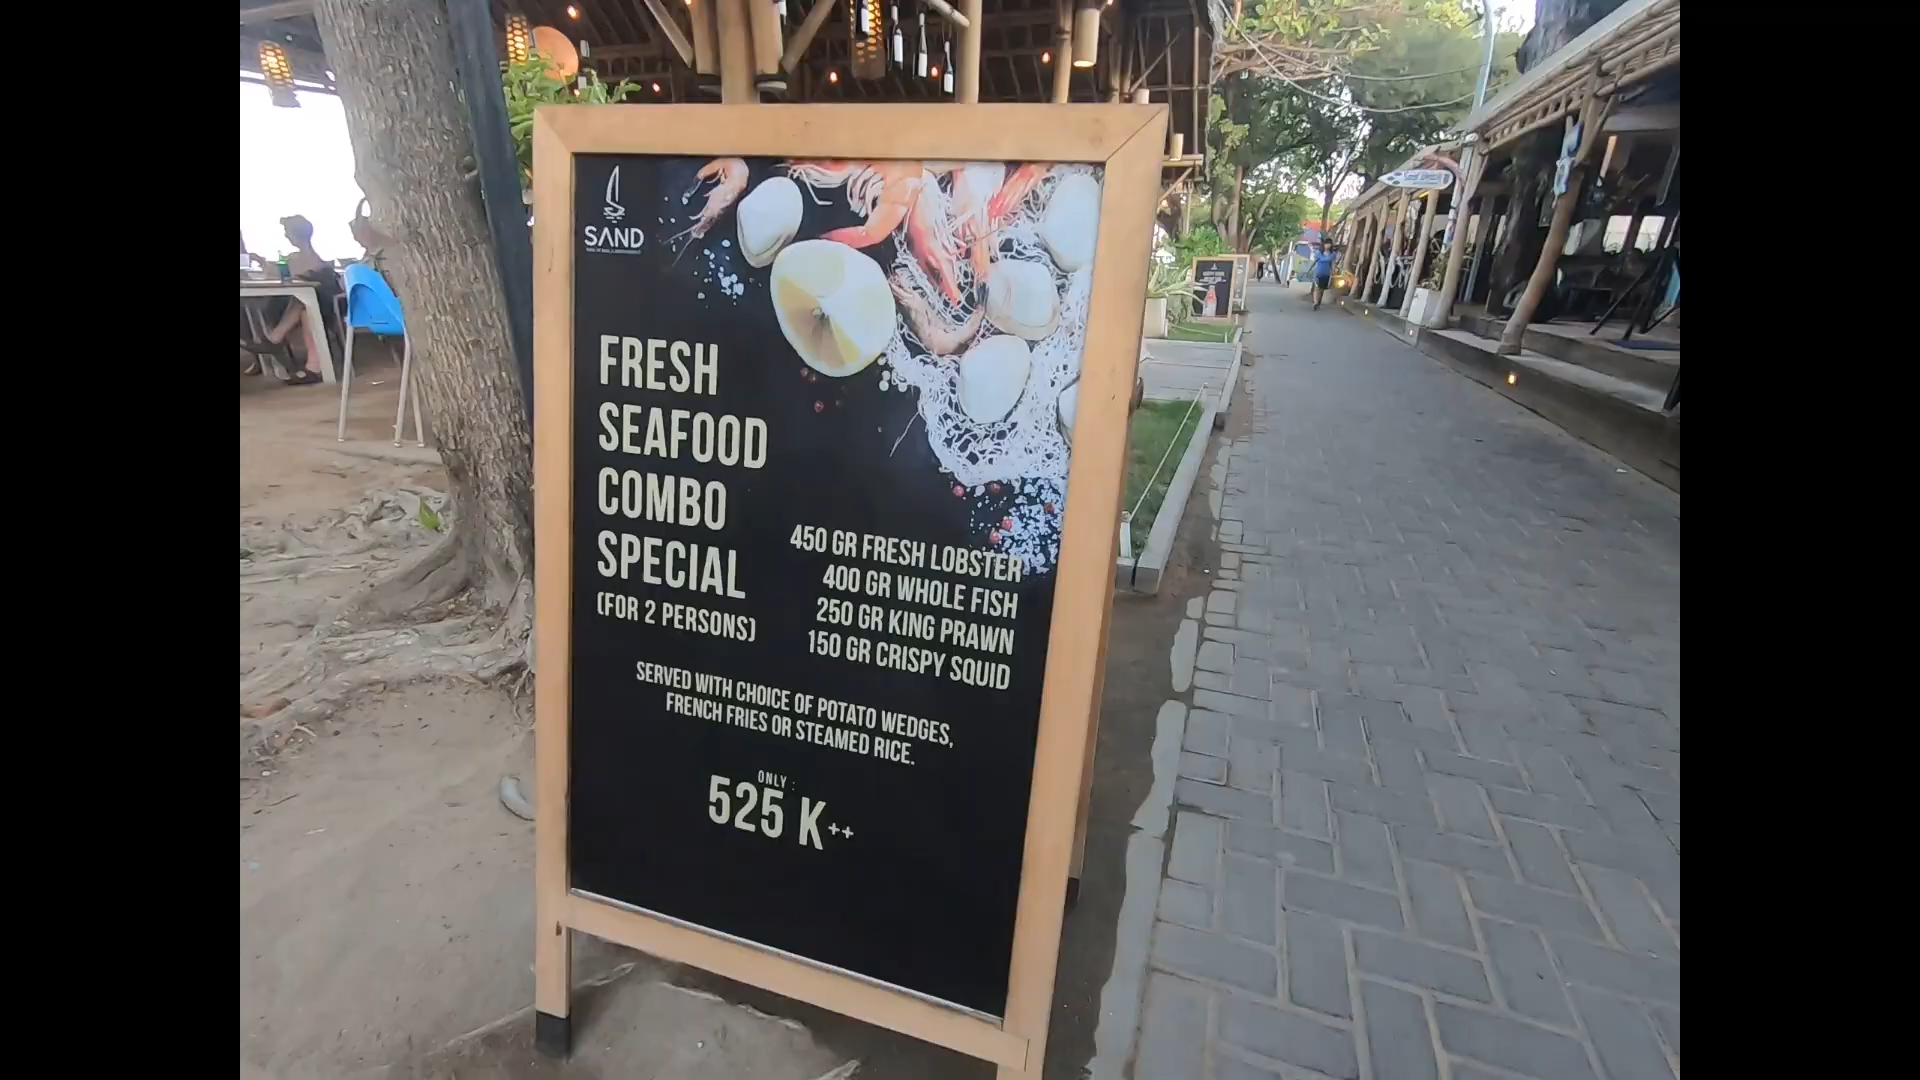 SAND
FRESH
SEAFOOD
COMBO
SPECIAL
(FOR 2 PERSONS)
450 GR FRESH LOBSTER
400 GR WHOLE FISH
250 GR KING PRAWN
150 GR CRISPY SQUID
SERVED WITH CHOICE OF POTATO WEDGES,
FRENCH FRIES OR STEAMED RICE.
ONLY :
525 K++